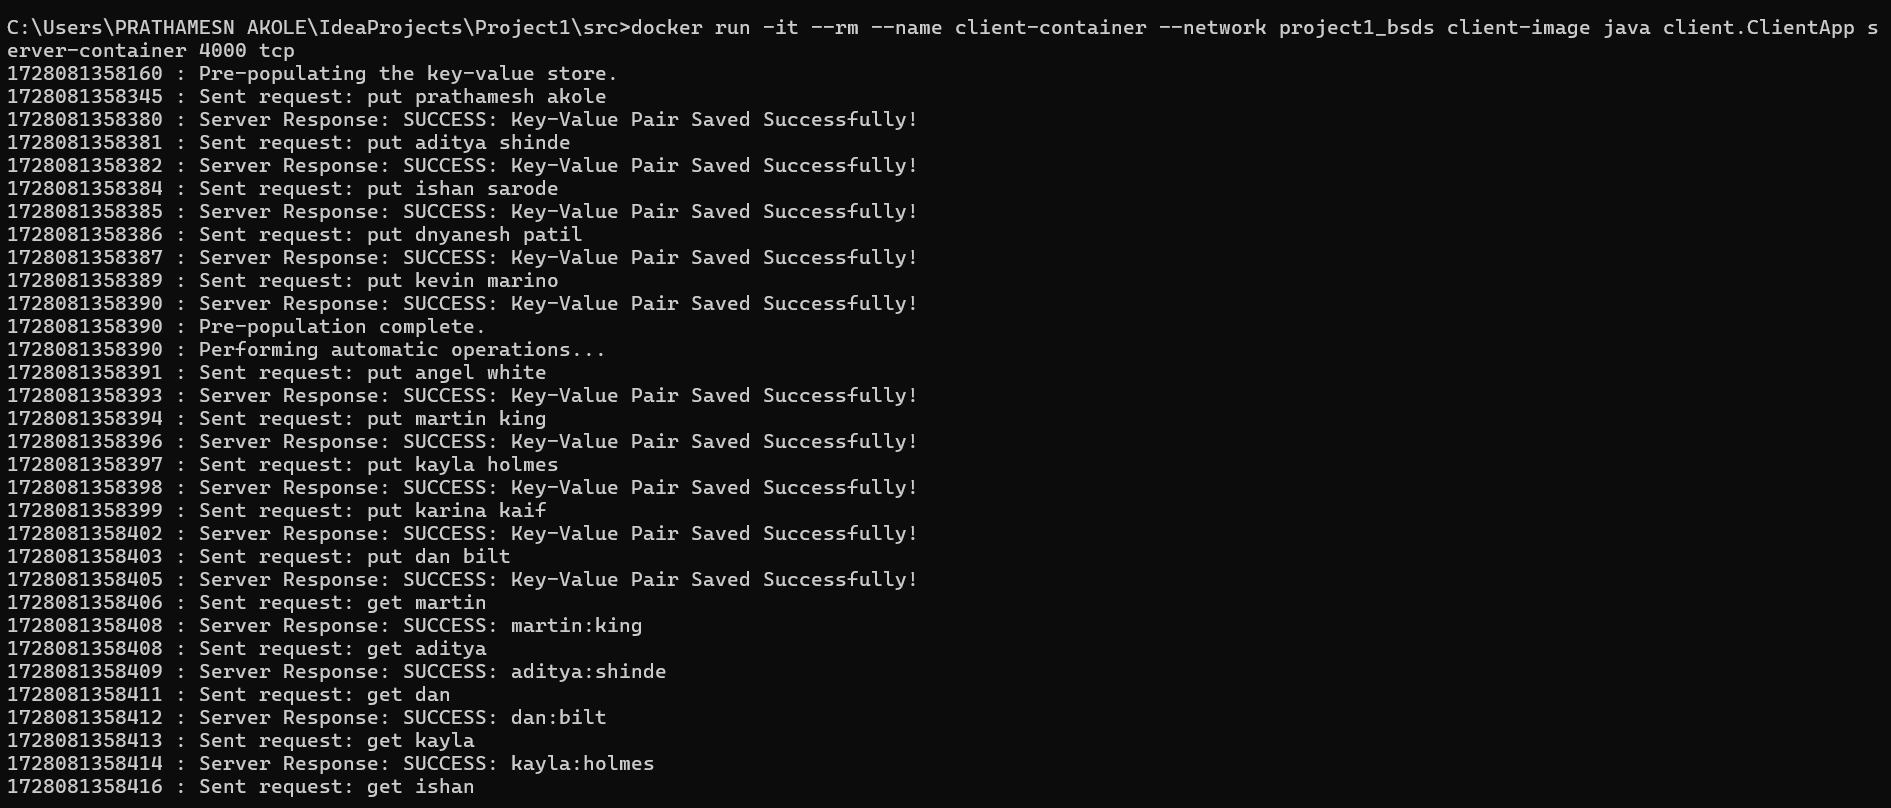 C:\Users\PRATHAMESN AKOLE\IdeaProjects\Project1\src>docker run -it --rm --name client-container --network project1_bsds client-image java client.ClientApp s
erver-container 4000 tcp
1728081358160 : Pre-populating the key-value store.
1728081358345 : Sent request: put prathamesh akole
1728081358380 : Server Response: SUCCESS: Key-Value Pair Saved Successfully!
1728081358381 : Sent request: put aditya shinde
1728081358382 : Server Response: SUCCESS: Key-Value Pair Saved Successfully!
1728081358384 : Sent request: put ishan sarode
1728081358385 : Server Response: SUCCESS: Key-Value Pair Saved Successfully!
1728081358386 : Sent request: put dnyanesh patil
1728081358387 : Server Response: SUCCESS: Key-Value Pair Saved Successfully!
1728081358389 : Sent request: put kevin marino
1728081358390 : Server Response: SUCCESS: Key-Value Pair Saved Successfully!
1728081358390 : Pre-population complete.
1728081358390 : Performing automatic operations...
1728081358391 : Sent request: put angel white
1728081358393 : Server Response: SUCCESS: Key-Value Pair Saved Successfully!
1728081358394 : Sent request: put martin king
1728081358396 : Server Response: SUCCESS: Key-Value Pair Saved Successfully!
1728081358397 : Sent request: put kayla holmes
1728081358398 : Server Response: SUCCESS: Key-Value Pair Saved Successfully!
1728081358399 : Sent request: put karina kaif
1728081358402 : Server Response: SUCCESS: Key-Value Pair Saved Successfully!
1728081358403 : Sent request: put dan bilt
1728081358405 : Server Response: SUCCESS: Key-Value Pair Saved Successfully!
1728081358406 : Sent request: get martin
1728081358408 : Server Response: SUCCESS: martin:king
1728081358408 : Sent request: get aditya
1728081358409 : Server Response: SUCCESS: aditya:shinde
1728081358411 : Sent request: get dan
1728081358412 : Server Response: SUCCESS: dan:bilt
1728081358413 : Sent request: get kayla
1728081358414 : Server Response: SUCCESS: kayla:holmes
1728081358416 : Sent request: get ishan